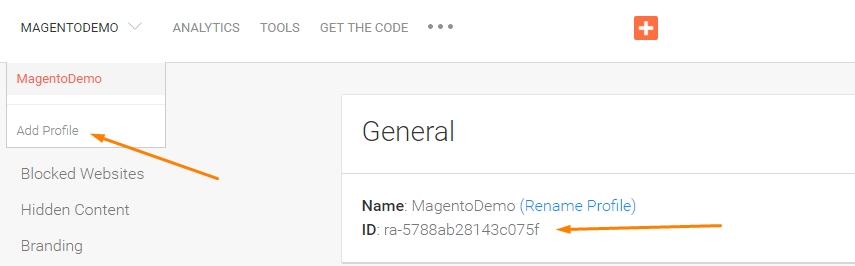 MAGENTODEMO ANALYTICS TOOLS GET THE CODE
MagentoDemo
Add Profile
Blocked Websites
Hidden Content
Branding
General
Name: MagentoDemo (Rename Profile)
ID: ra-5788ab28143c075f